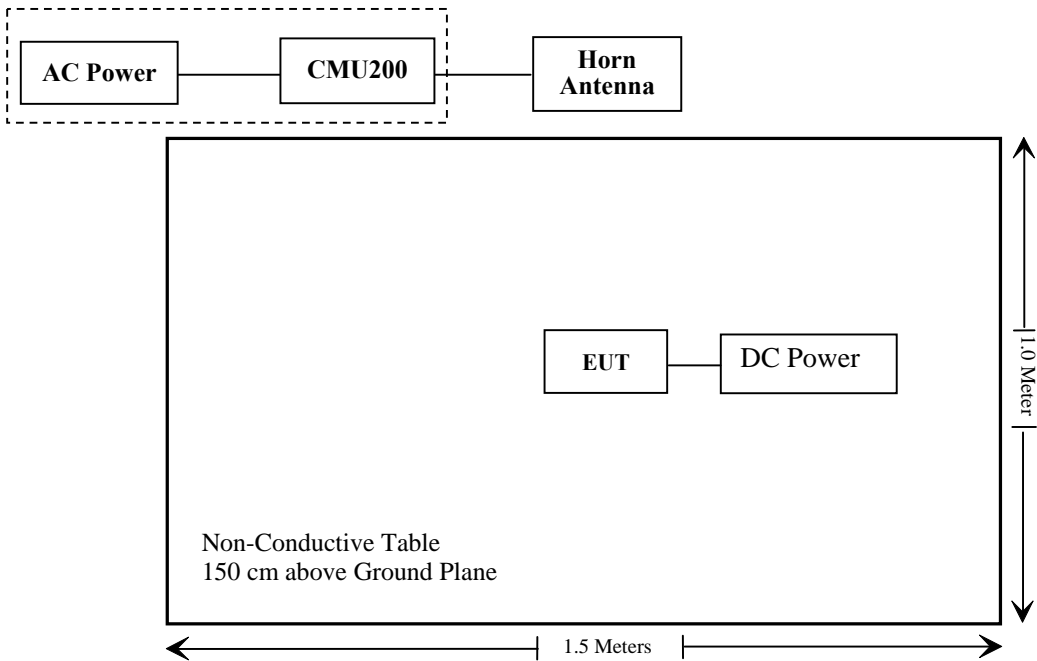 AC Power
CMU200
Horn
Antenna
EUT
DC Power
1.0 Meter
Non-Conductive Table
150 cm above Ground Plane
1.5 Meters